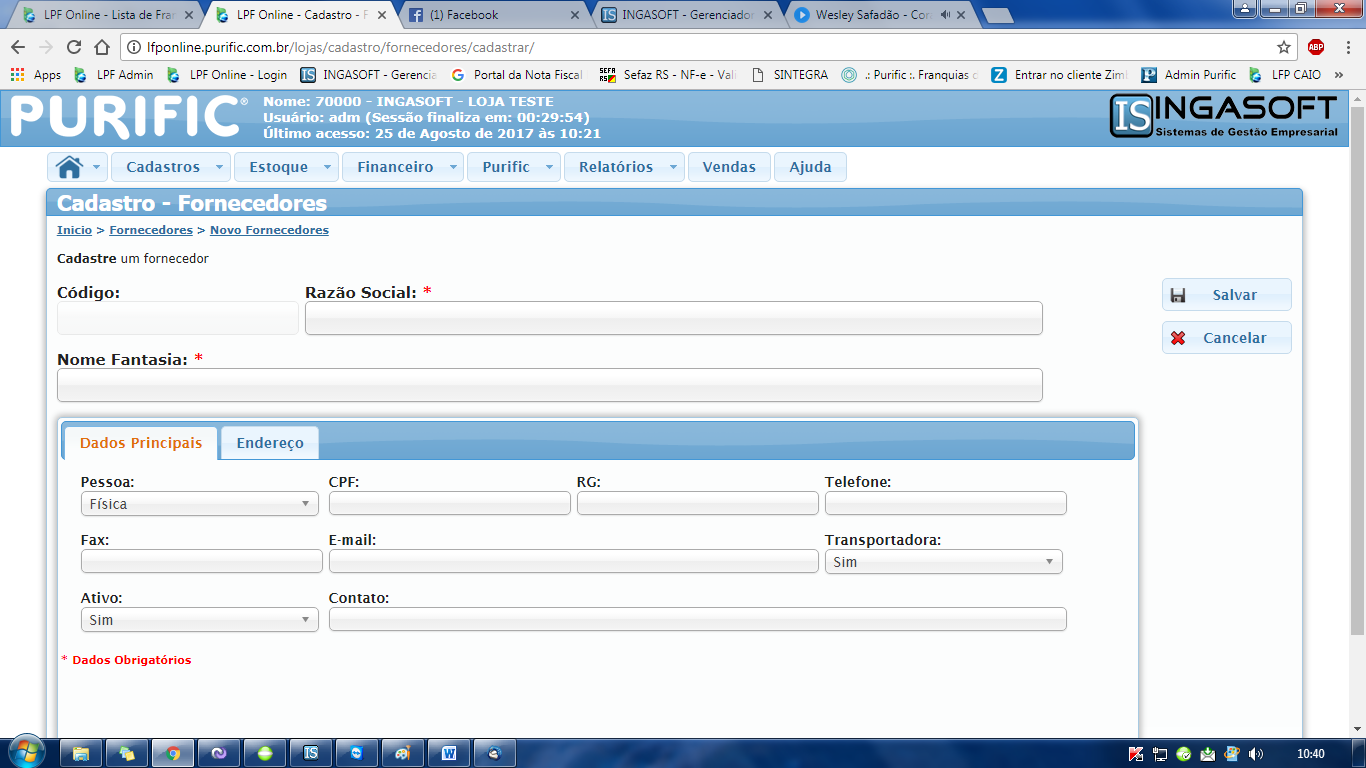 LPF Online - Lista de Fran
LPF Online - Cadastro - F
(1) Facebook
INGASOFT - Gerenciador
Wesley Safadão - Cor
lfponline.purific.com.br/lojas/cadastro/fornecedores/cadastrar/
ABP
Apps
LPF Admin
LPF Online - Login
INGASOFT - Gerencia
Portal da Nota Fiscal
Sefaz RS - NF-e - Vali
SINTEGRA
.: Purific :. Franquias
Entrar no cliente Zim
Admin Purific
LFP CAIO
»
PURIFIC®
Nome: 70000 - INGASOFT - LOJA TESTE
Usuário: adm (Sessão finaliza em: 00:29:54)
Último acesso: 25 de Agosto de 2017 às 10:21
IS INGASOFT
Sistemas de Gestão Empresarial
Cadastros
Estoque
Financeiro
Purific
Relatórios
Vendas
Ajuda
Cadastro - Fornecedores
Inicio > Fornecedores > Novo Fornecedores
Cadastre um fornecedor
Código:
Razão Social: *
Salvar
Cancelar
Nome Fantasia: *
Dados Principais
Endereço
Pessoa:
CPF:
RG:
Telefone:
Física
Fax:
E-mail:
Transportadora:
Sim
Ativo:
Contato:
Sim
* Dados Obrigatórios
10:40